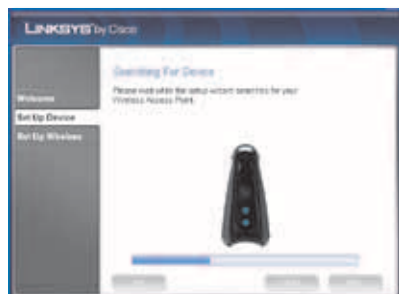 LINKSYS by Cisco
Searching For Device
Please wait while the setup wizard searches for your
Wireless Access Point.
Welcome
Set Up Device
Set Up Wireless